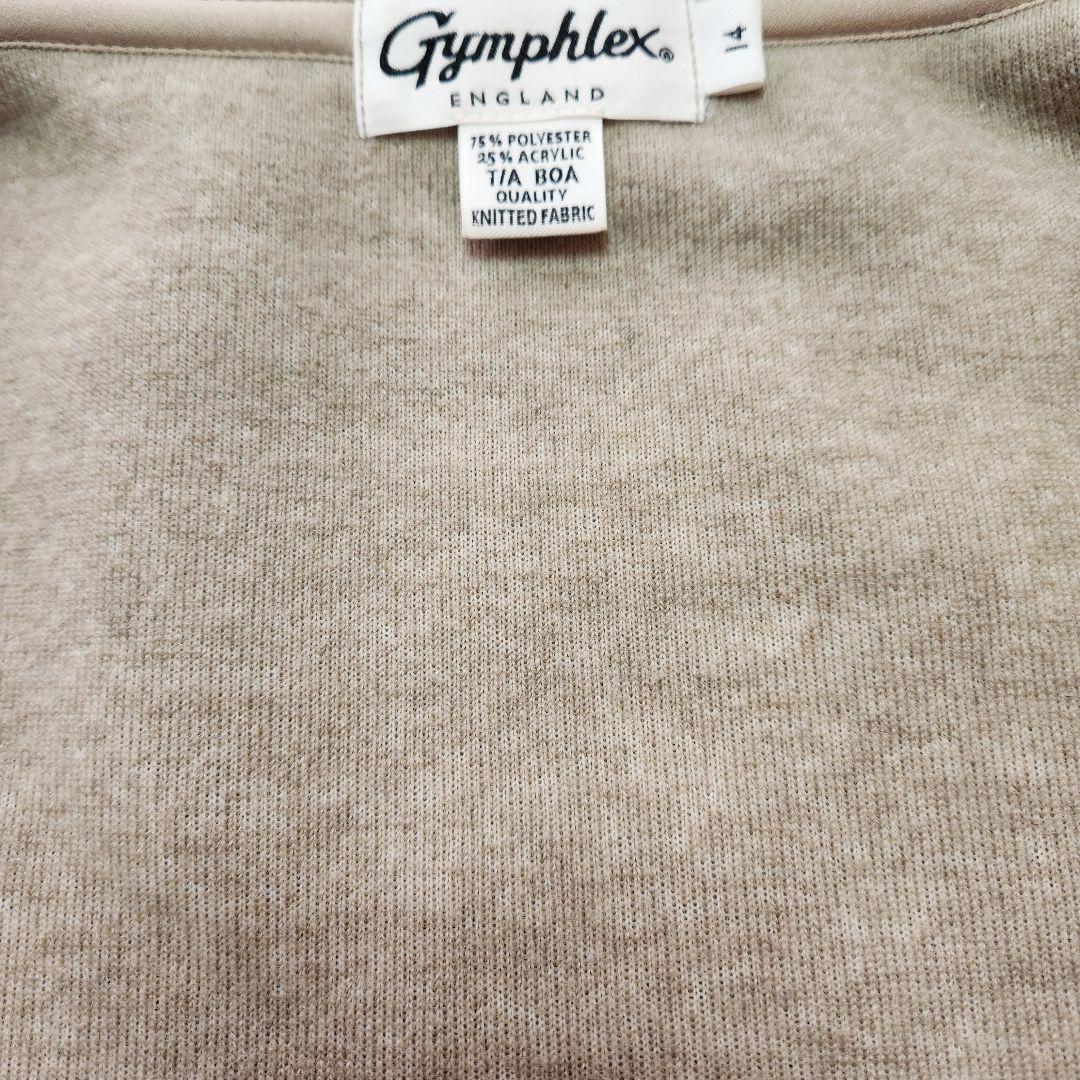 Gymphlex®
ENGLAND
14
75% POLYESTER
25% ACRYLIC
T/A BOA
QUALITY
KNITTED FABRIC